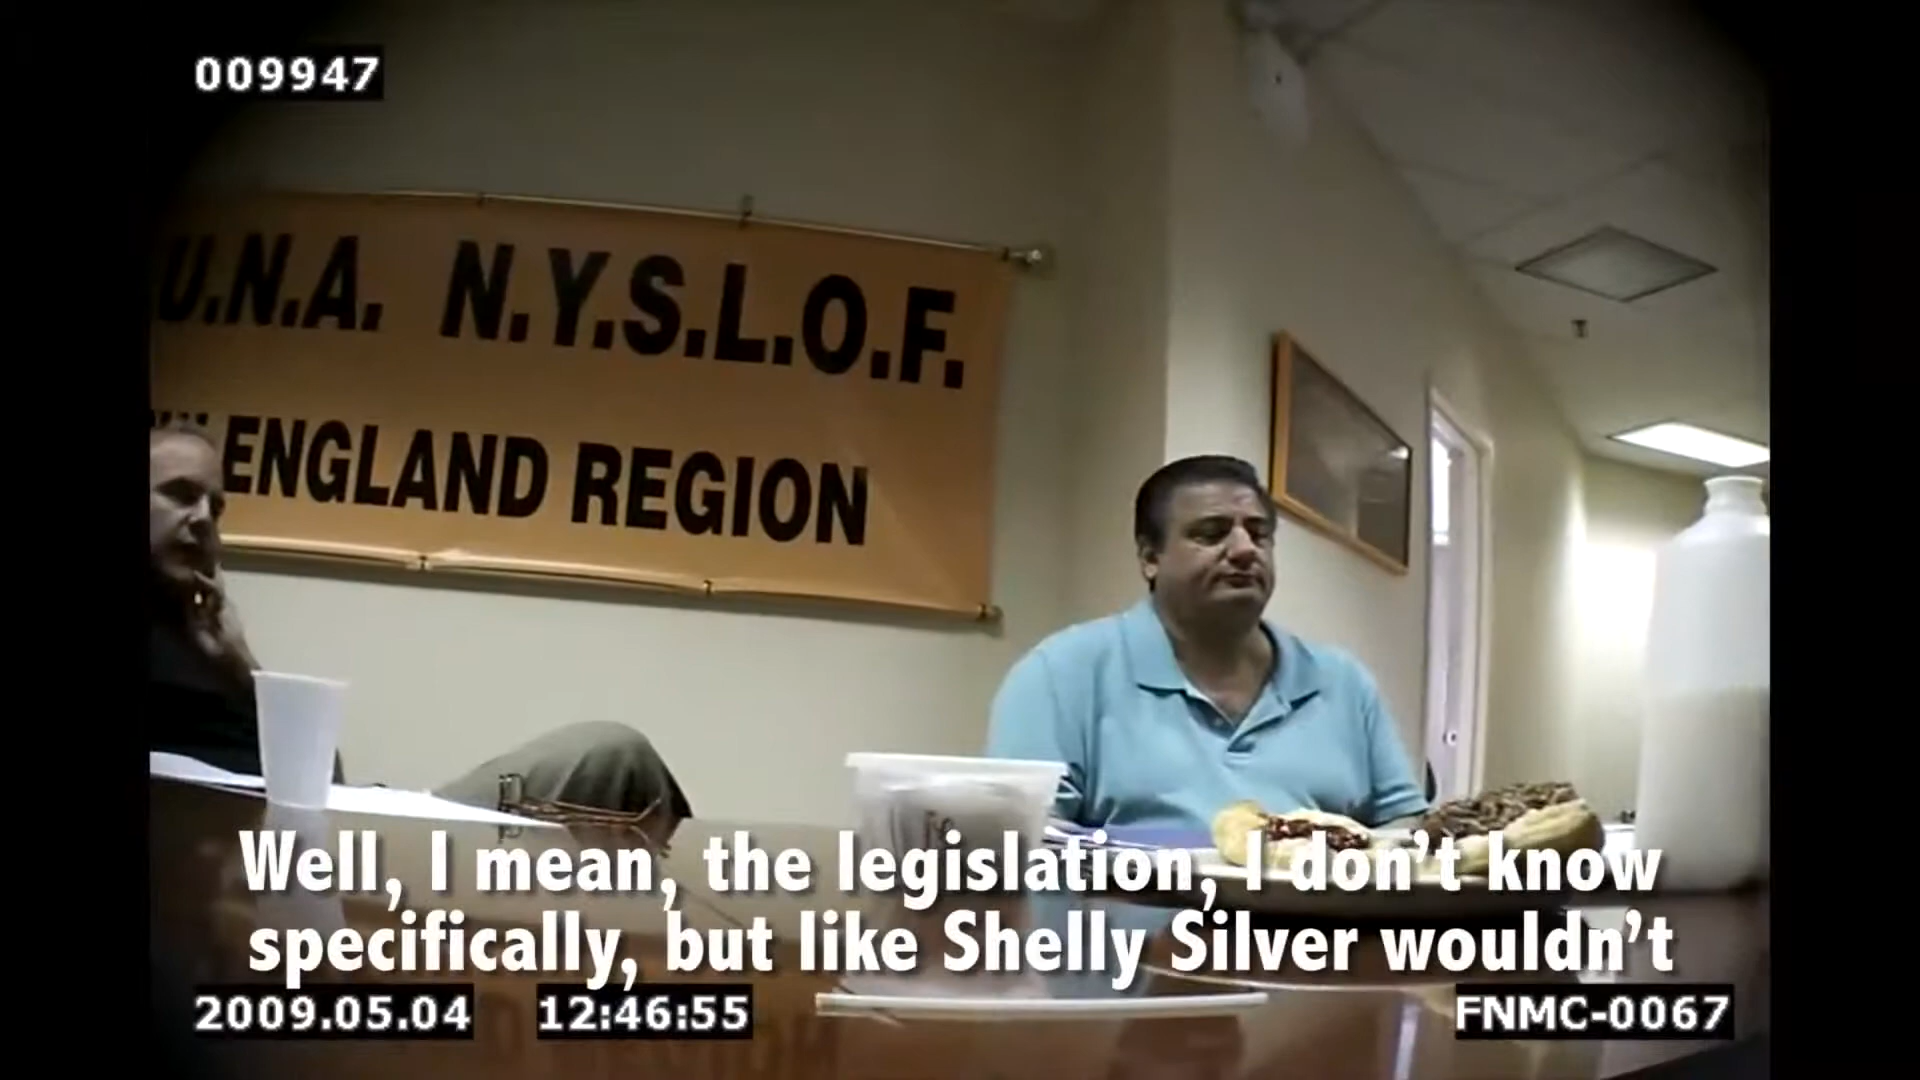 009947
U.N.A. N.Y.S.L.O.F.
ENGLAND REGION
Well, I mean, the legislation, I don't know
specifically, but like Shelly Silver wouldn't
2009.05.04 12:46:55 FNMC-0067